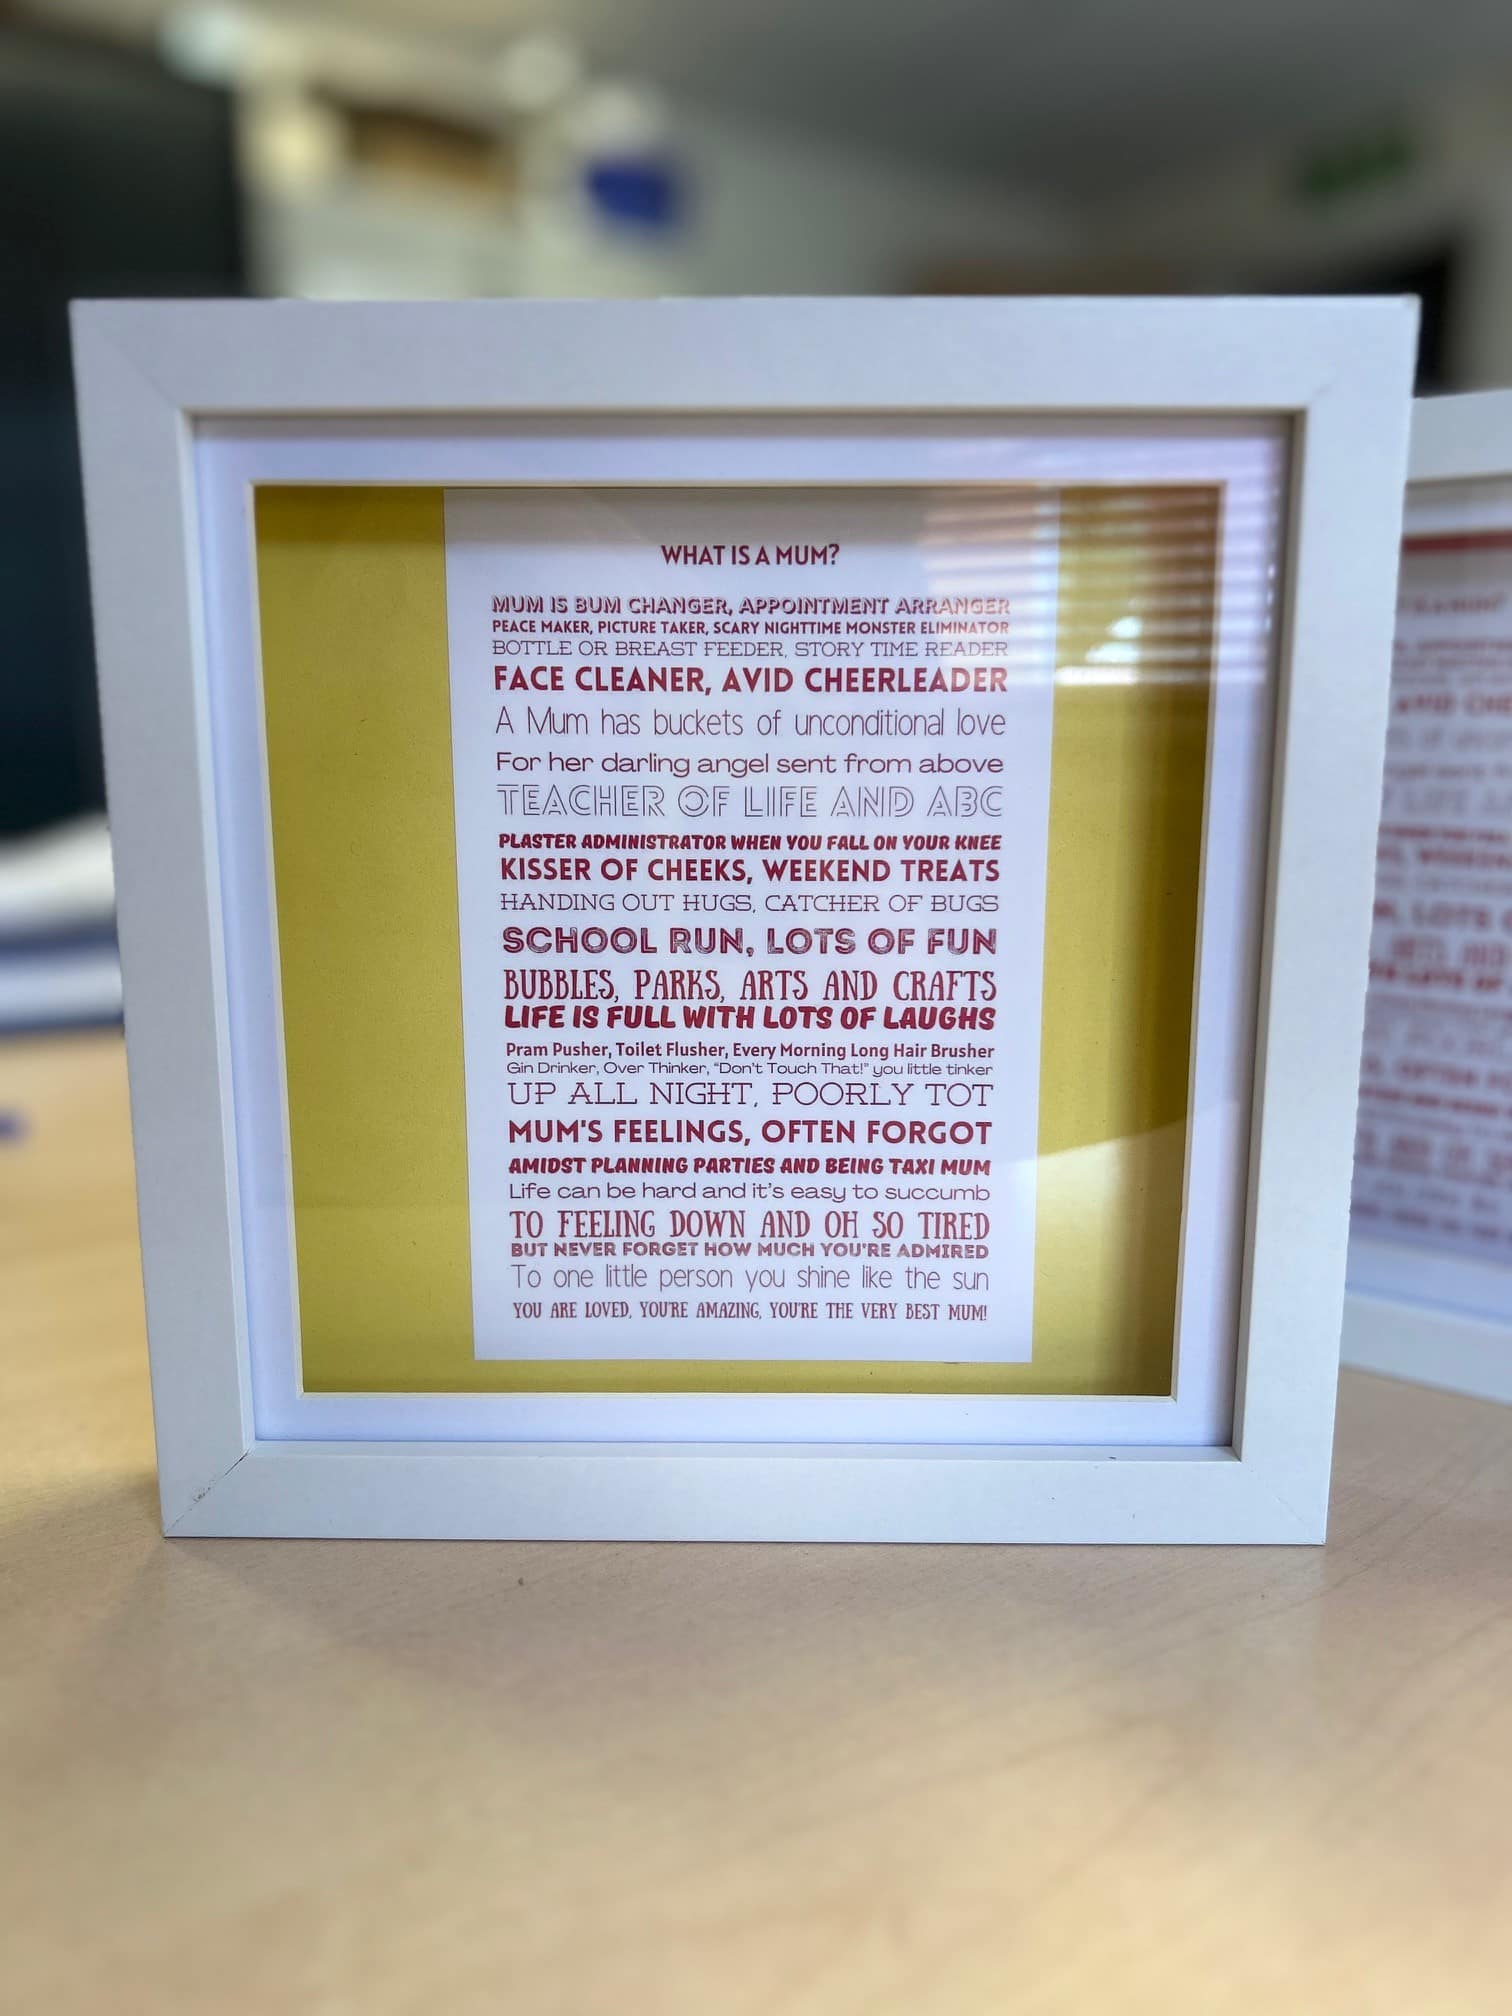 WHAT IS A MUM?
MUM IS BUM CHANGER, APPOINTMENT ARRANGER
PEACE MAKER, PICTURE TAKER, SCARY NIGHTTIME MONSTER ELIMINATOR
BOTTLE OR BREAST FEEDER, STORY TIME READER
FACE CLEANER, AVID CHEERLEADER
A Mum has buckets of unconditional love
For her darling angel sent from above
TEACHER OF LIFE AND ABC
PLASTER ADMINISTRATOR WHEN YOU FALL ON YOUR KNEE
KISSER OF CHEEKS, WEEKEND TREATS
HANDING OUT HUGS, CATCHER OF BUGS
SCHOOL RUN, LOTS OF FUN
BUBBLES, PARKS, ARTS AND CRAFTS
LIFE IS FULL WITH LOTS OF LAUGHS
Pram Pusher, Toilet Flusher, Every Morning Long Hair Brusher
Gin Drinker, Over Thinker, "Don't Touch That!" you little tinker
UP ALL NIGHT, POORLY TOT
MUM'S FEELINGS, OFTEN FORGOT
AMIDST PLANNING PARTIES AND BEING TAXI MUM
Life can be hard and it's easy to succumb
TO FEELING DOWN AND OH SO TIRED
BUT NEVER FORGET HOW MUCH YOU'RE ADMIRED
To one little person you shine like the sun
YOU ARE LOVED, YOU'RE AMAZING, YOU'RE THE VERY BEST MUM!